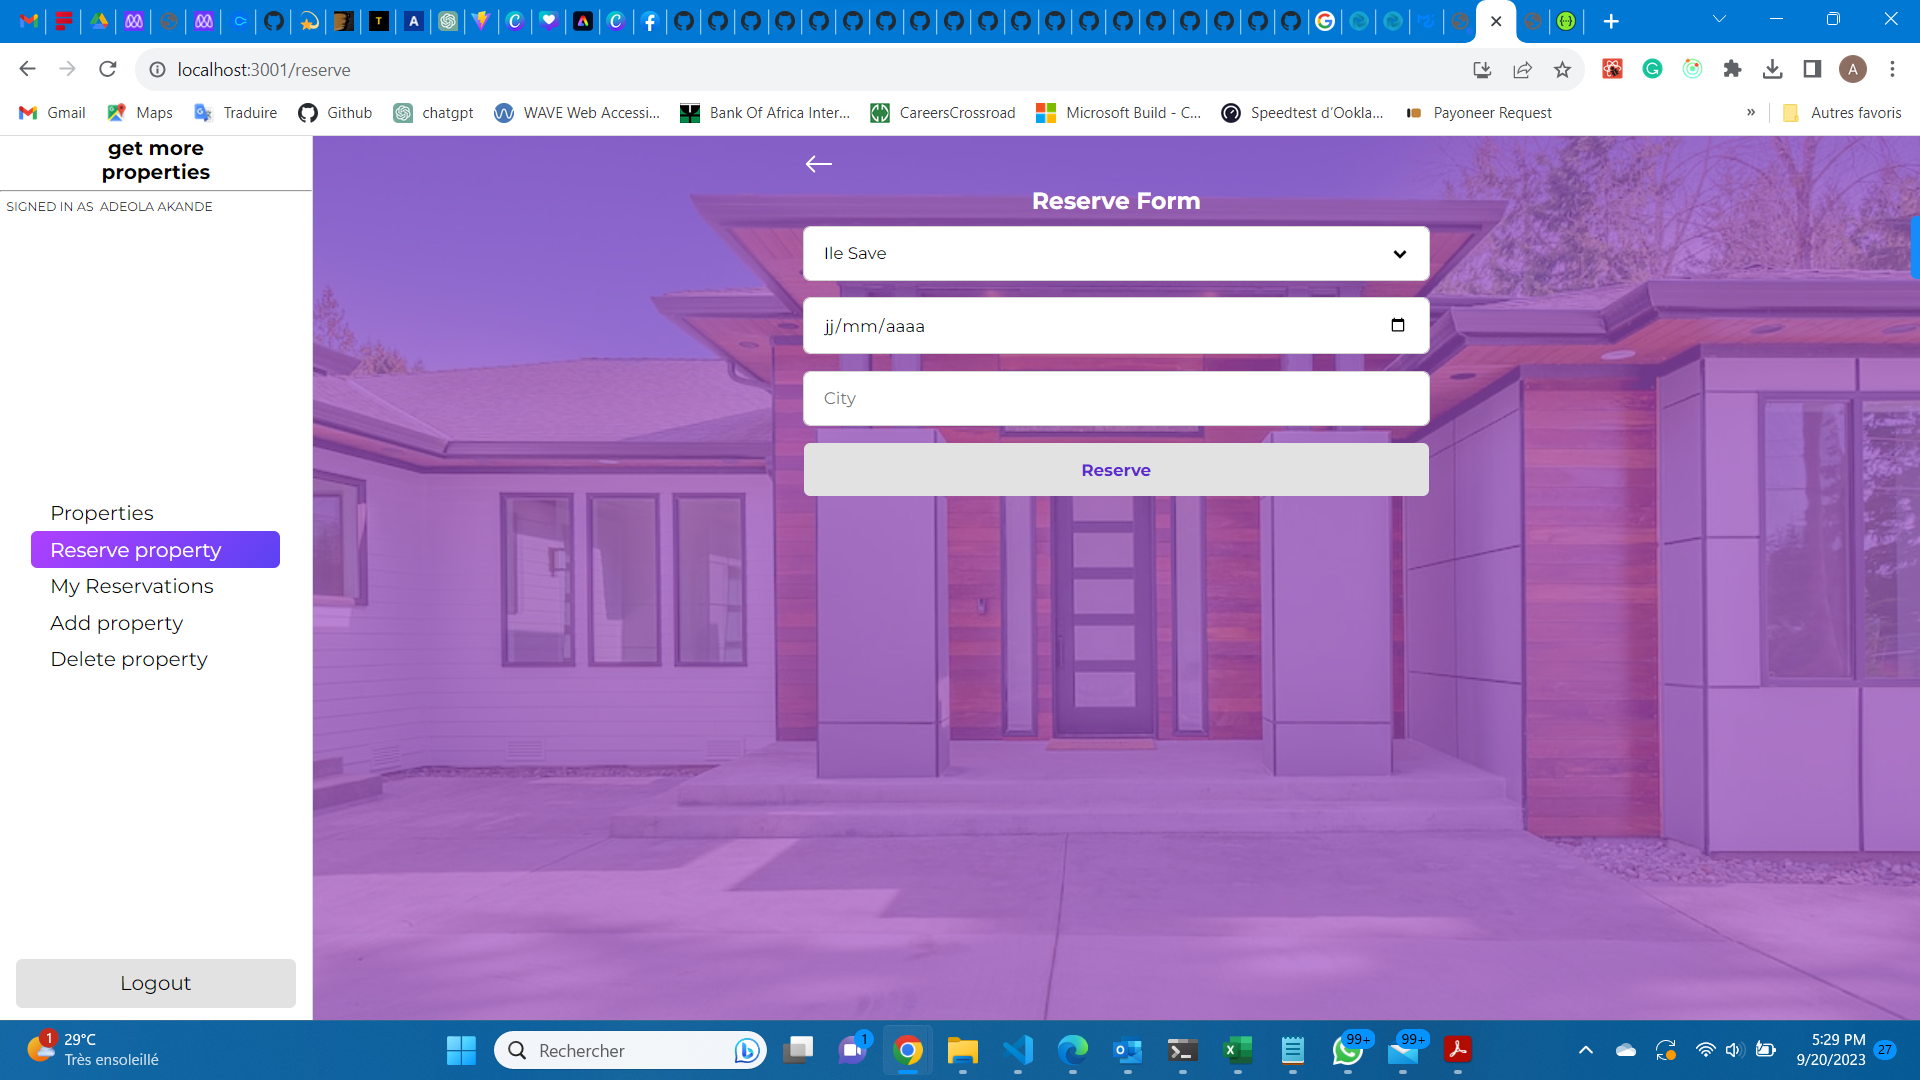 localhost:3001/reserve
A
Gmail
Maps
Traduire
Github
chatgpt
WAVE Web Accessi...
Bank Of Africa Inter...
CareersCrossroad
Microsoft Build - C...
Speedtest d'Ookla...
Payoneer Request
»
Autres favoris
get more
properties
SIGNED IN AS ADEOLA AKANDE
Properties
Reserve property
My Reservations
Add property
Delete property
Logout
Reserve Form
Ile Save
jj/mm/aaaa
City
Reserve
1
29°C
Très ensoleillé
Rechercher
1
99+
99+
5:29 PM
9/20/2023
27